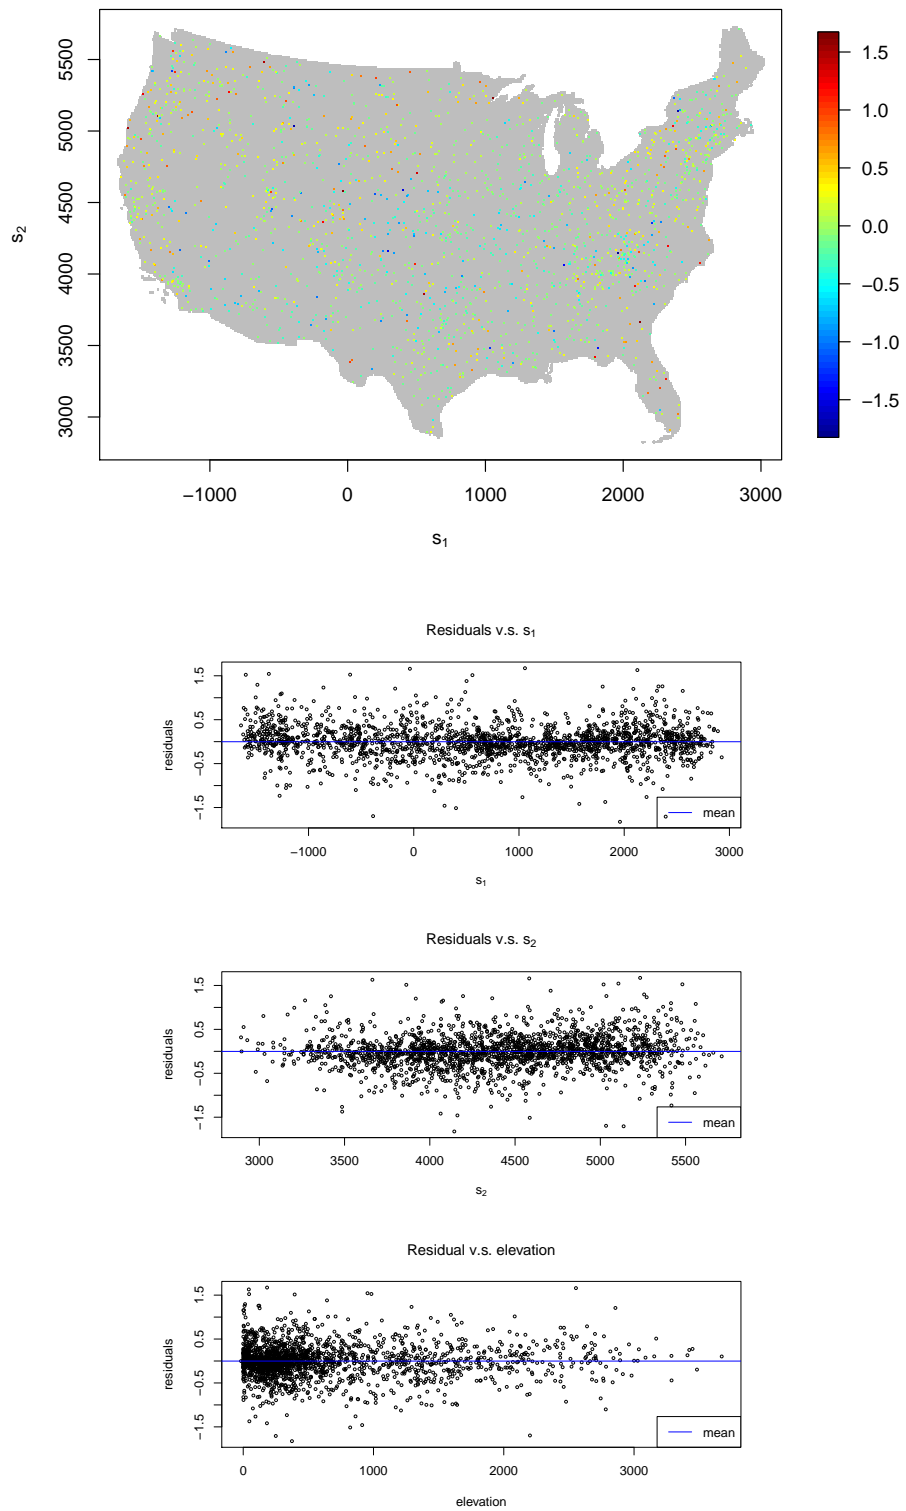 5500
5000
4500
4000
3500
3000
s₂
−1000 0 1000 2000 3000
s₁
1.5
1.0
0.5
0.0
−0.5
−1.0
−1.5
Residuals v.s. s₁
1.5
0.5
−0.5
−1.5
residuals
mean
−1000 0 1000 2000 3000
s₁
Residuals v.s. s₂
1.5
0.5
−0.5
−1.5
residuals
mean
3000 3500 4000 4500 5000 5500
s₂
Residual v.s. elevation
1.5
0.5
−0.5
−1.5
residuals
mean
0 1000 2000 3000
elevation